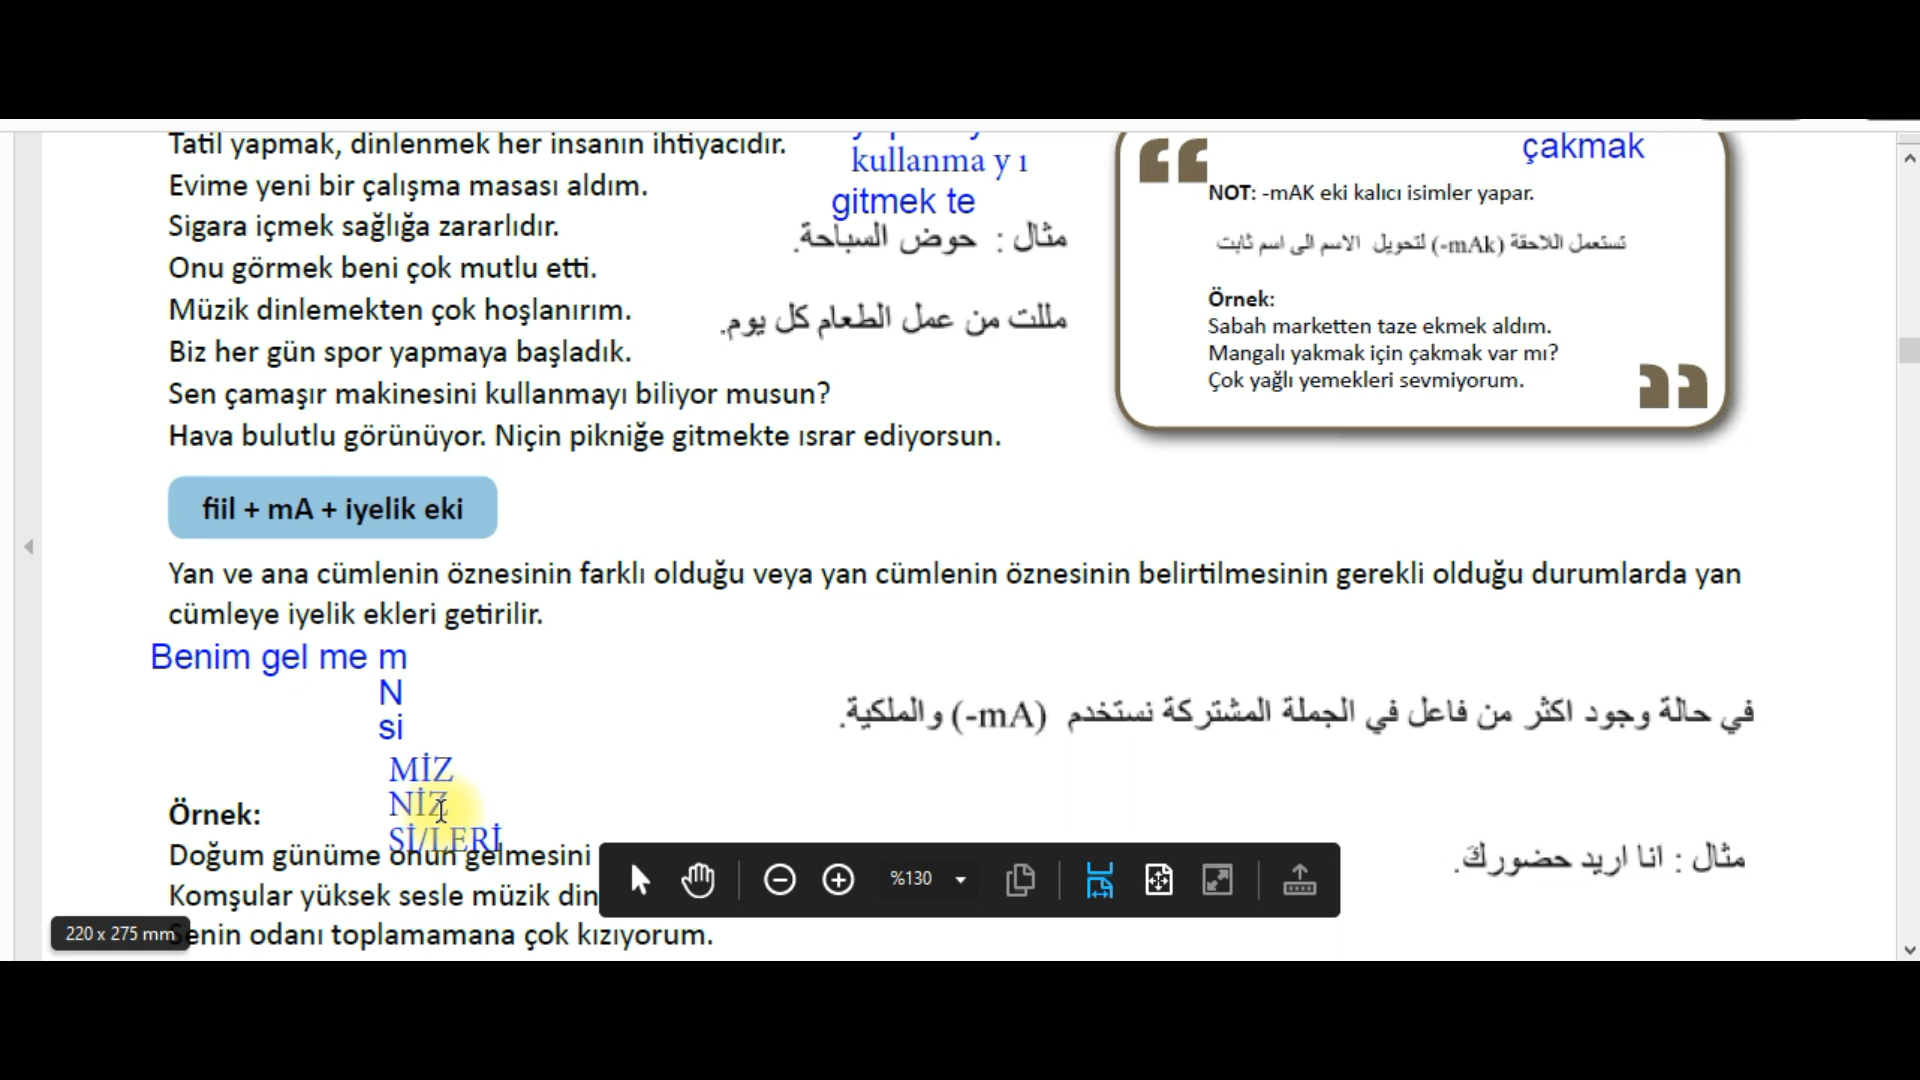 Tatil yapmak, dinlenmek her insanın ihtiyacıdır.
Evime yeni bir çalışma masası aldım.
Sigara içmek sağlığa zararlıdır.
Onu görmek beni çok mutlu etti.
Müzik dinlemekten çok hoşlanırım.
Biz her gün spor yapmaya başladık.
Sen çamaşır makinesini kullanmayı biliyor musun?
Hava bulutlu görünüyor. Niçin pikniğe gitmekte ısrar ediyorsun.
kullanma y ı
gitmek te
مثال : حوض السباحة.
مللت من عمل الطعام كل يوم.
çakmak
NOT: -mAK eki kalıcı isimler yapar.
تستعمل اللاحقة (-mAk) لتحويل الاسم الى اسم ثابت
Örnek:
Sabah marketten taze ekmek aldım.
Mangalı yakmak için çakmak var mı?
Çok yağlı yemekleri sevmiyorum.
fiil + mA + iyelik eki
Yan ve ana cümlenin öznesinin farklı olduğu veya yan cümlenin öznesinin belirtilmesinin gerekli olduğu durumlarda yan
cümleye iyelik ekleri getirilir.
Benim gel me m
N
si
MİZ
NİZ
Sİ/LERİ
في حالة وجود اكثر من فاعل في الجملة المشتركة نستخدم (-mA) والملكية.
Örnek:
Doğum günüme onun gelmesini
Komşular yüksek sesle müzik din
Senin odanı toplamamana çok kızıyorum.
مثال : انا اريد حضوركَ.
%130
220 x 275 mm